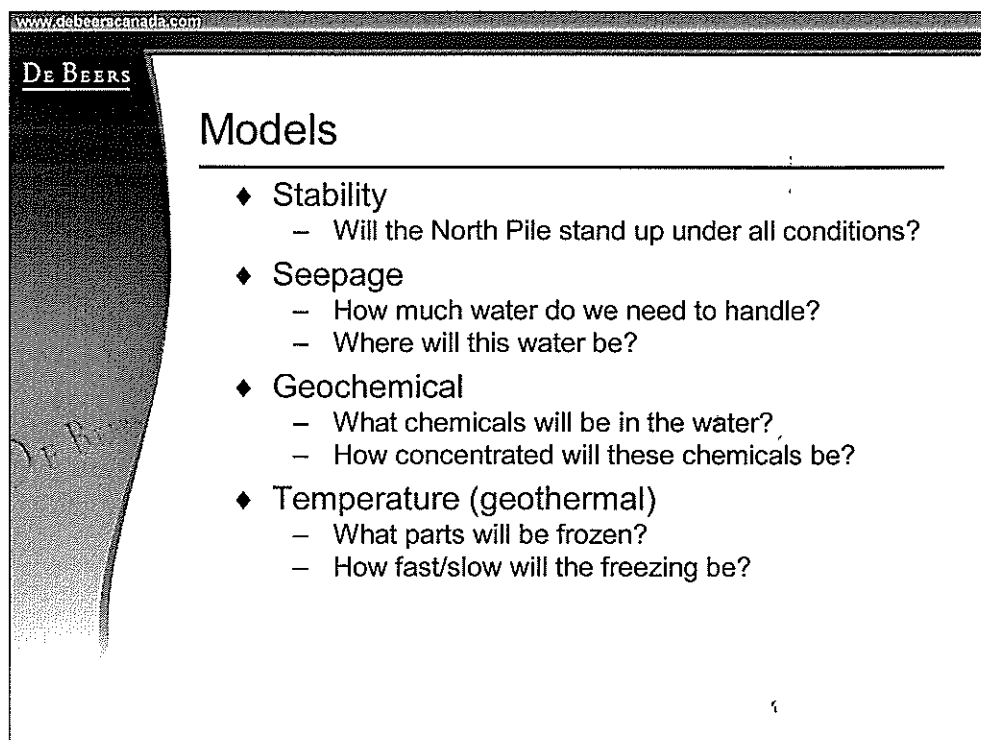 www.debeerscanada.com
DE BEERS
Models
♦ Stability
– Will the North Pile stand up under all conditions?
♦ Seepage
– How much water do we need to handle?
– Where will this water be?
♦ Geochemical
– What chemicals will be in the water?
– How concentrated will these chemicals be?
♦ Temperature (geothermal)
– What parts will be frozen?
– How fast/slow will the freezing be?